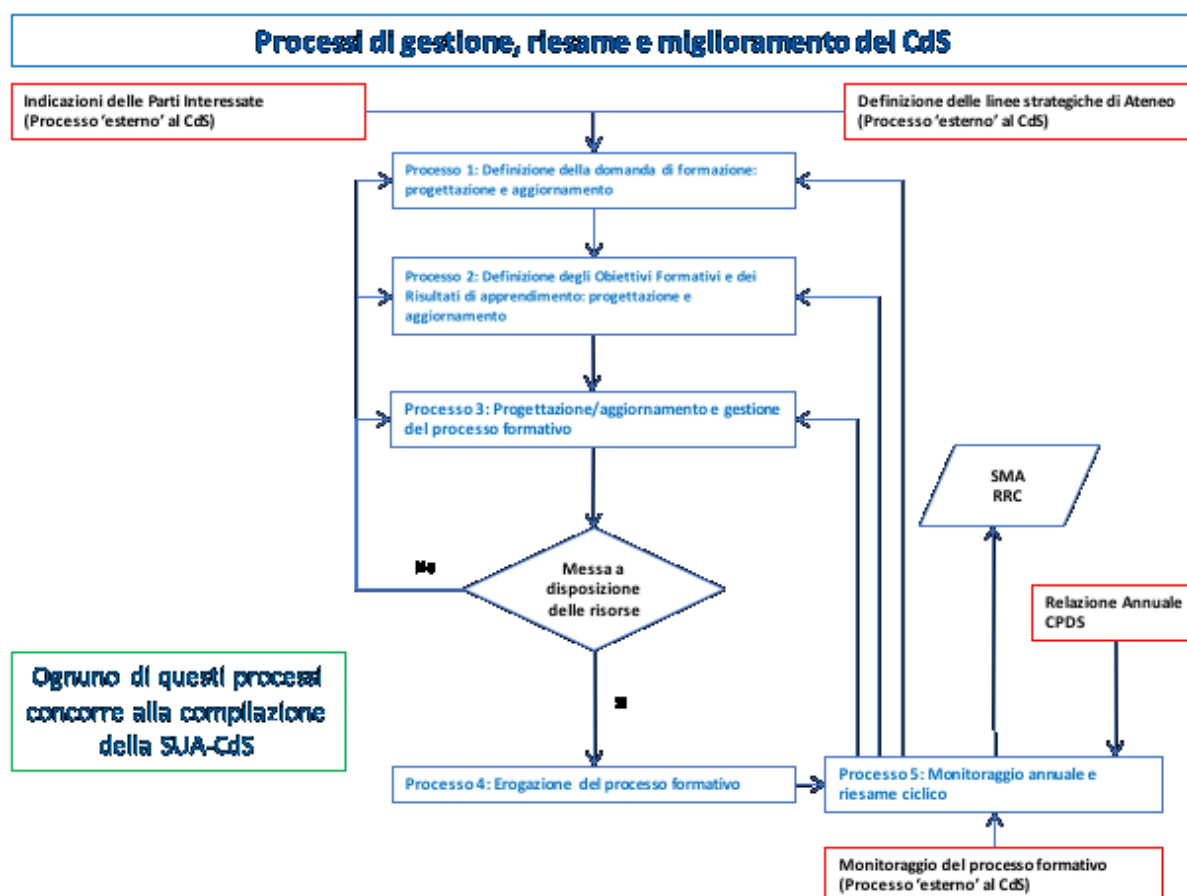 Processi di gestione, riesame e miglioramento del CdS
Indicazioni delle Parti Interessate
(Processo ‘esterno’ al CdS)
Definizione delle linee strategiche di Ateneo
(Processo ‘esterno’ al CdS)
Processo 1: Definizione della domanda di formazione:
progettazione e aggiornamento
Processo 2: Definizione degli Obiettivi Formativi e dei
Risultati di apprendimento: progettazione e
aggiornamento
Processo 3: Progettazione/aggiornamento e gestione
del processo formativo
SMA
RRC
No
Messa a
disposizione
delle risorse
Relazione Annuale
CPDS
Ognuno di questi processi
concorre alla compilazione
della SUA-CdS
Si
Processo 4: Erogazione del processo formativo
Processo 5: Monitoraggio annuale e
riesame ciclico
Monitoraggio del processo formativo
(Processo ‘esterno’ al CdS)